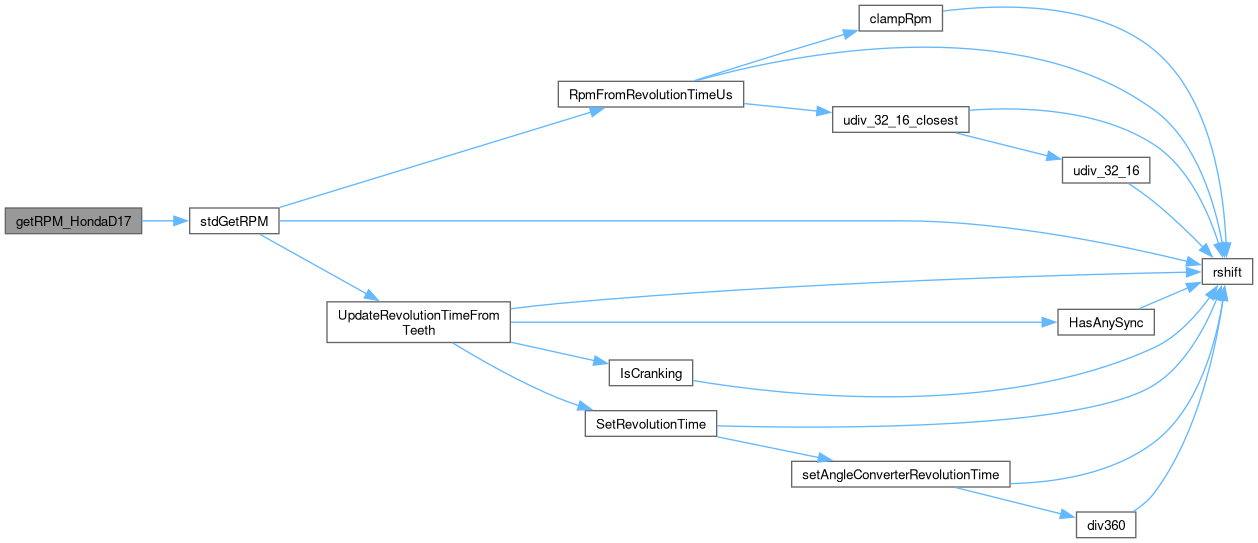 clampRpm
RpmFromRevolutionTimeUs
udiv_32_16_closest
udiv_32_16
getRPM_HondaD17
stdGetRPM
rshift
UpdateRevolutionTimeFrom
Teeth
HasAnySync
IsCranking
SetRevolutionTime
setAngleConverterRevolutionTime
div360